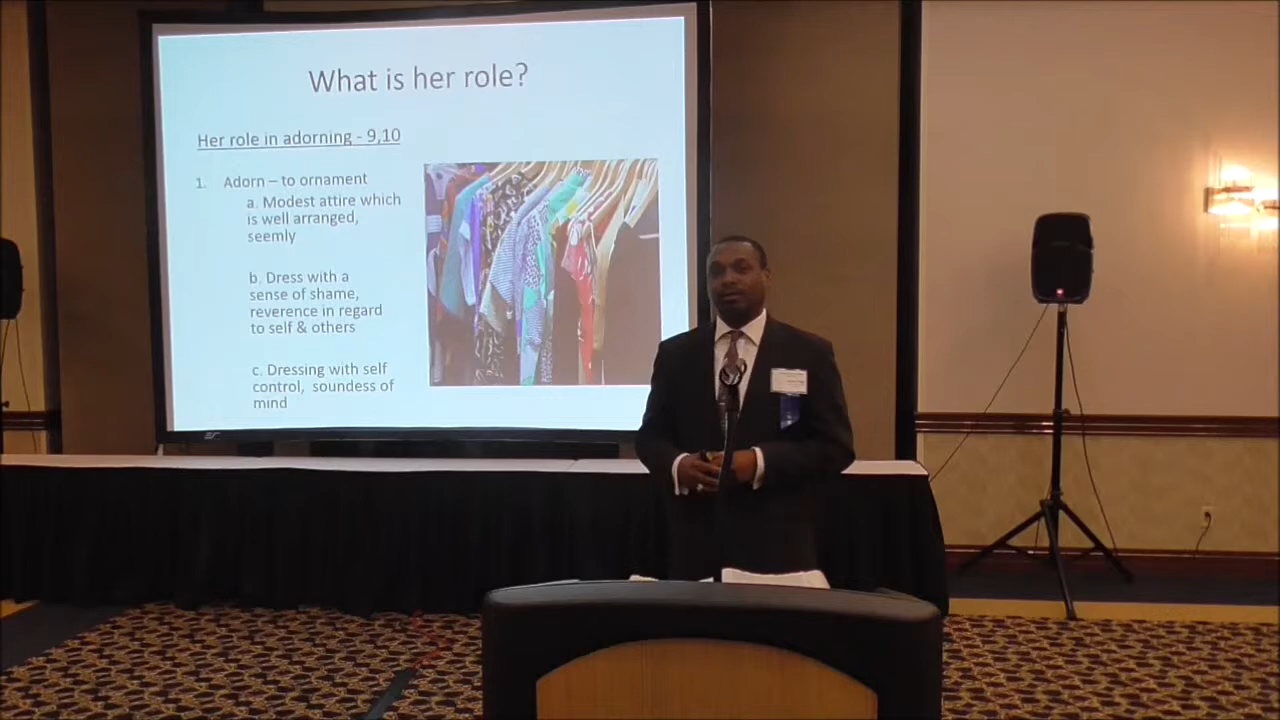 What is her role?
Her role in adorning - 9,10
1. Adorn – to ornament
a. Modest attire which
is well arranged,
seemly
b. Dress with a
sense of shame,
reverence in regard
to self & others
c. Dressing with self
control, soundess of
mind